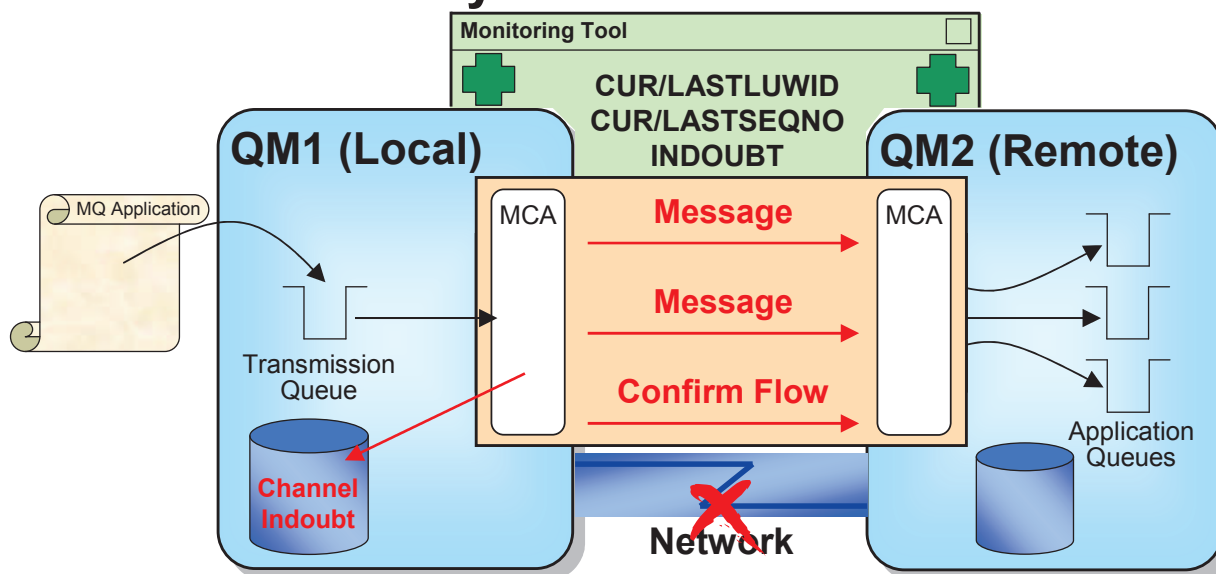 Monitoring Tool
CUR/LASTLUWID
CUR/LASTSEQNO
INDOUBT
QM1 (Local)
QM2 (Remote)
MQ Application
MCA
Message
MCA
Message
Transmission
Queue
Confirm Flow
Application
Queues
Channel
Indoubt
Network